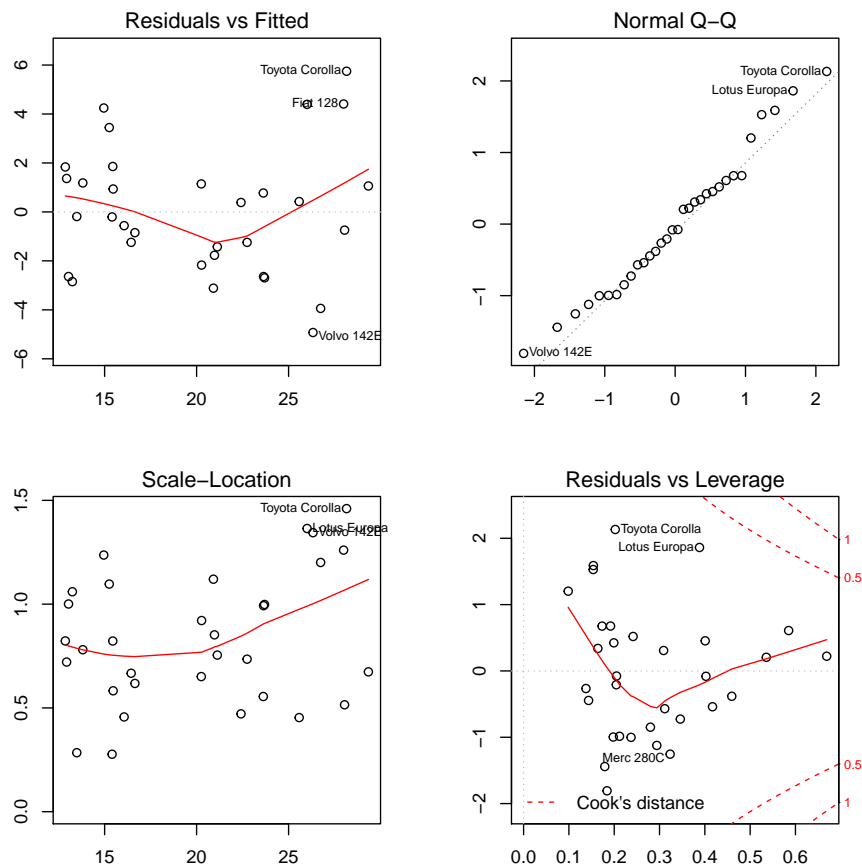 Residuals vs Fitted
6
4
2
0
−2
−4
−6
Toyota Corolla
Fiat 128
Volvo 142E
15 20 25
Normal Q−Q
2
1
0
−1
Toyota Corolla
Lotus Europa
Volvo 142E
−2 −1 0 1 2
Scale−Location
1.5
1.0
0.5
0.0
Toyota Corolla
Lotus Europa
Volvo 142E
15 20 25
Residuals vs Leverage
2
1
0
−1
−2
Toyota Corolla
Lotus Europa
Merc 280C
Cook's distance
1
0.5
0.5
1
0.0 0.1 0.2 0.3 0.4 0.5 0.6